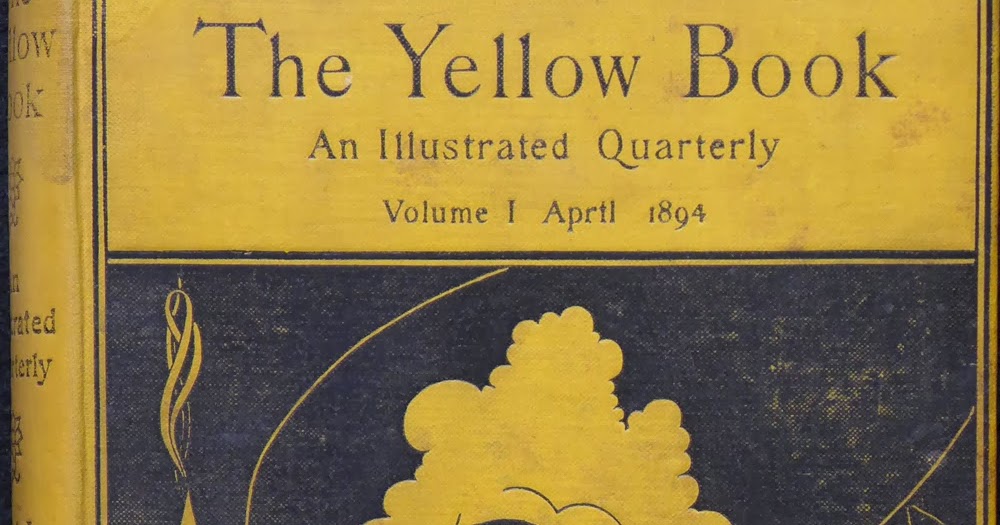 The Yellow Book
An Illustrated Quarterly
Volume I April 1894